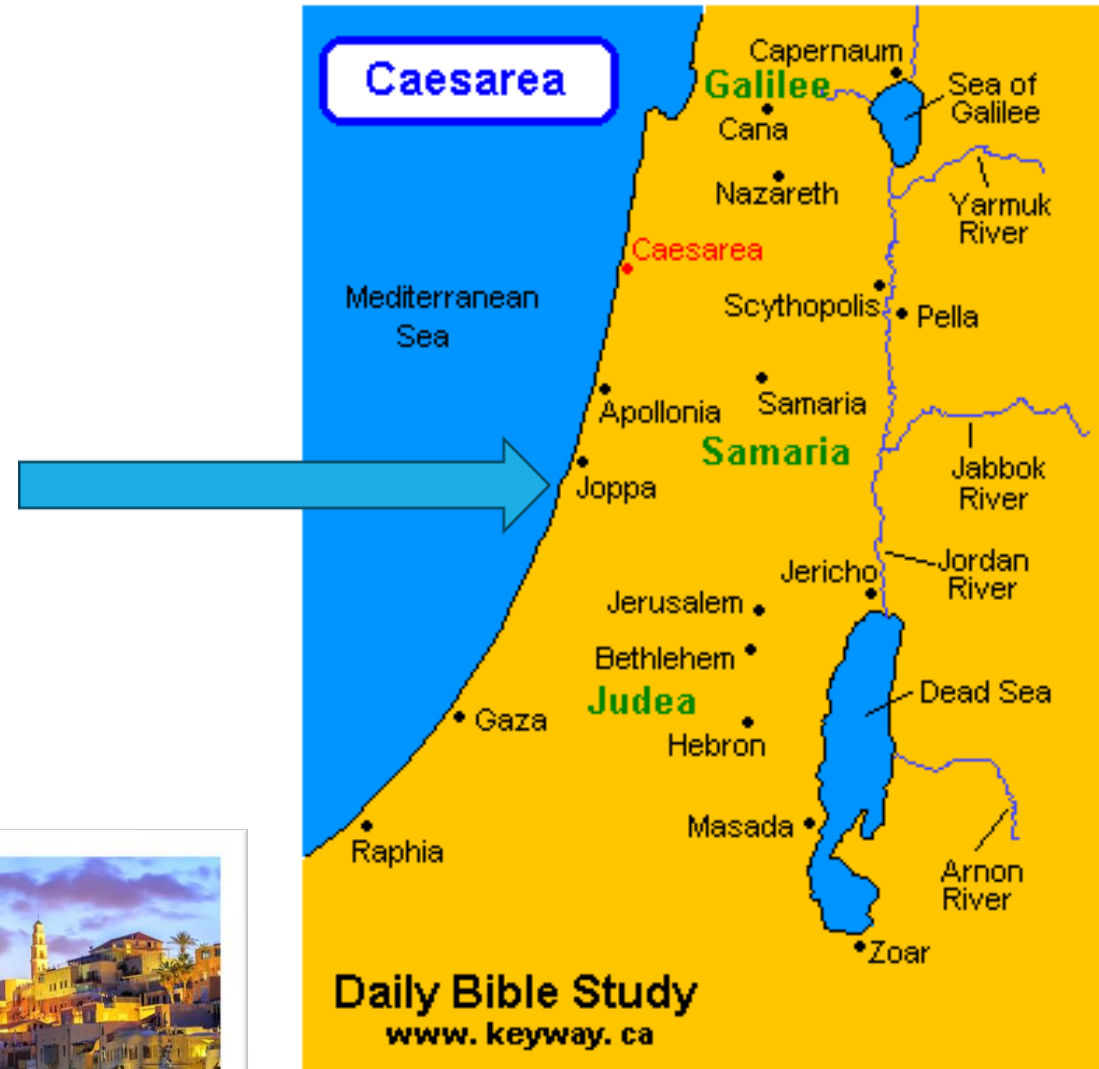 Caesarea
Capernaum
Galilee
Sea of
Galilee
Cana
Nazareth
Yarmuk
River
Caesarea
Mediterranean
Sea
Scythopolis
Pella
Apollonia
Samaria
Samaria
Joppa
Jabbok
River
Jericho
Jordan
River
Jerusalem
Bethlehem
Judea
Dead Sea
Gaza
Hebron
Masada
Raphia
Arnon
River
Zoar
Daily Bible Study
www. keyway. ca